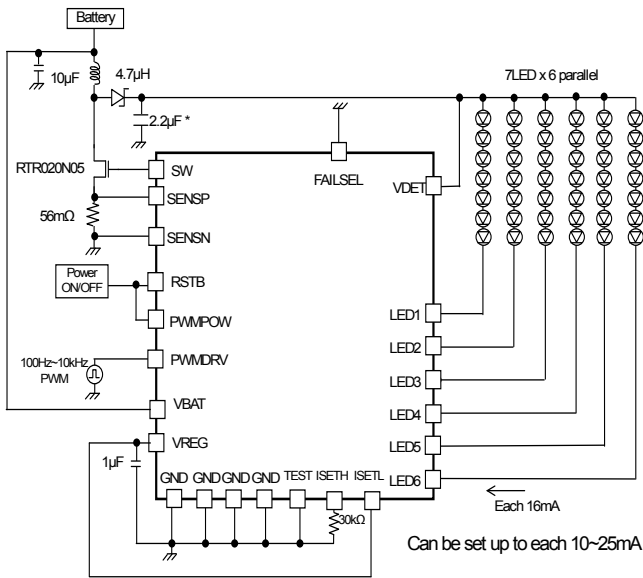 Battery
10μF
4.7μH
7LED x 6 parallel
2.2μF *
RTR020N05
SW
FAILSEL
SENSP
VDET
56mΩ
SENSN
Power
ON/OFF
RSTB
PWMPOW
LED1
LED2
100Hz~10kHz
PWM
PWMDRV
LED3
VBAT
LED4
VREG
LED5
1μF
GND
GND
GND
GND
TEST
ISETH
ISETL
LED6
Each 16mA
30kΩ
Can be set up to each 10~25mA